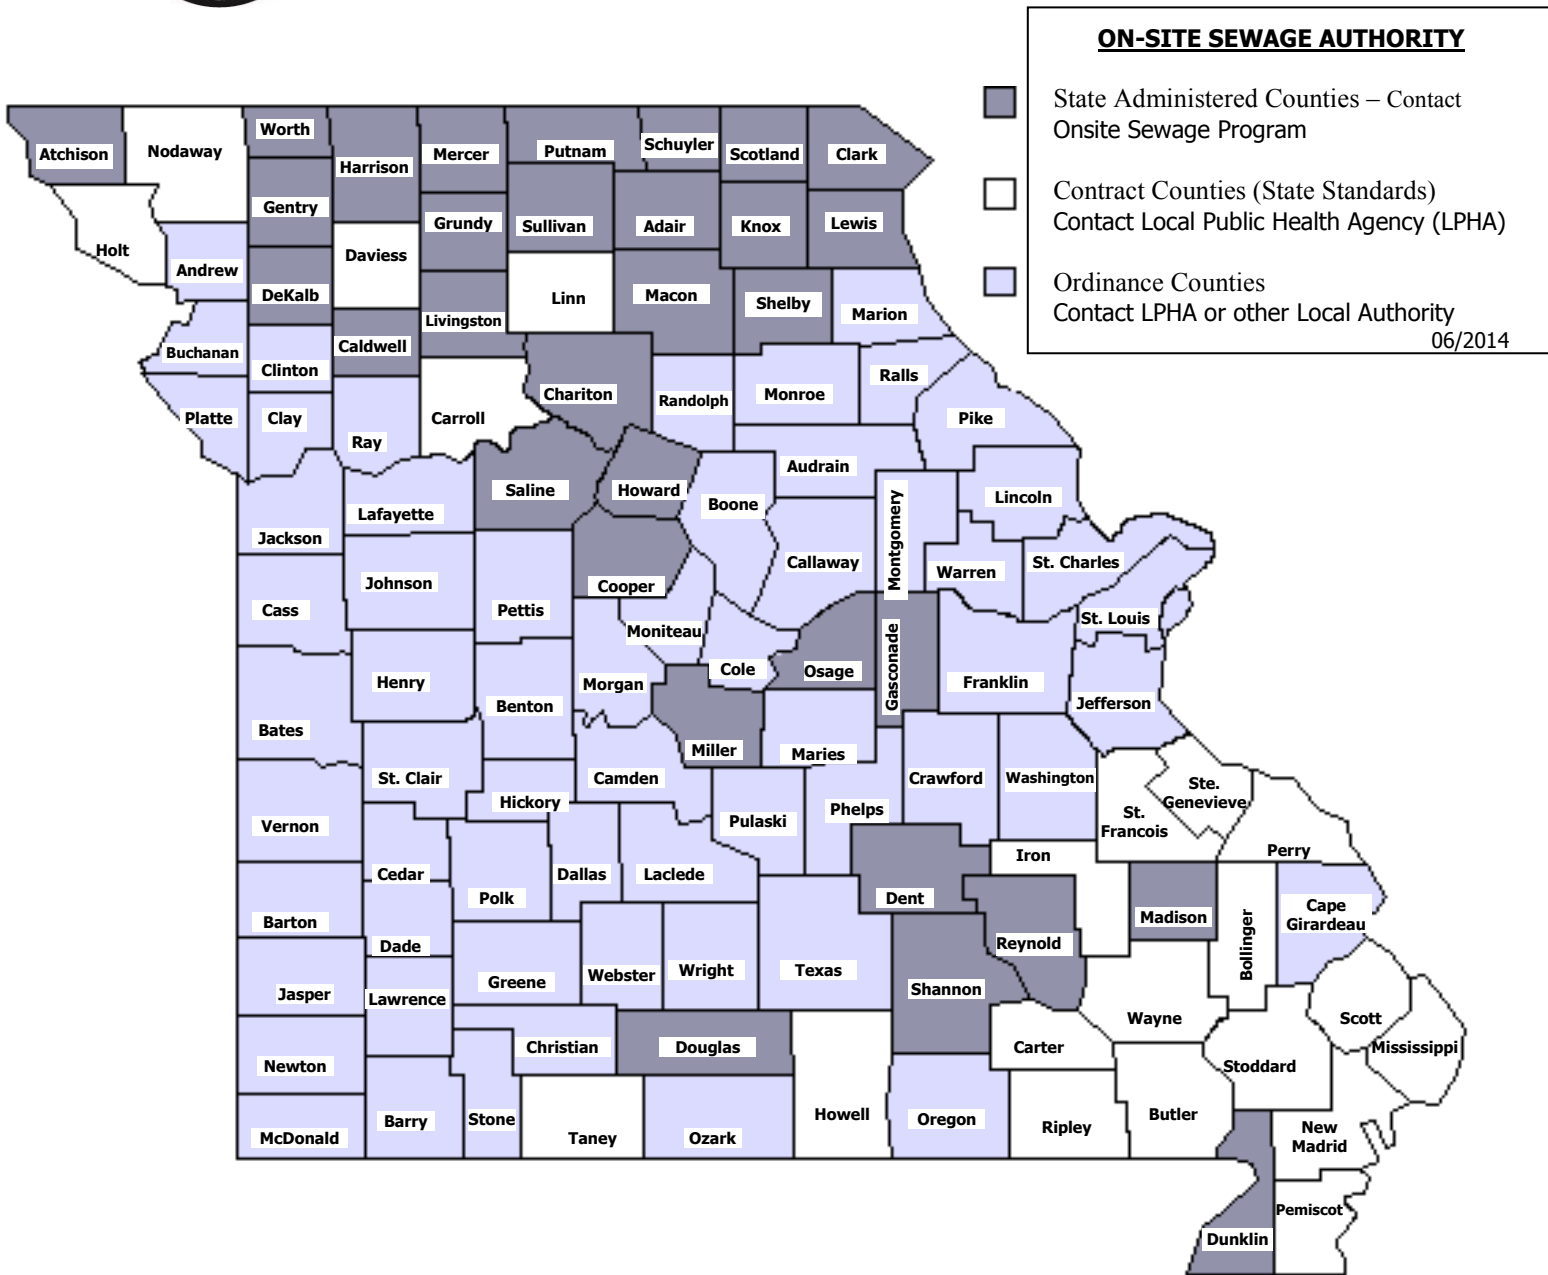 ON-SITE SEWAGE AUTHORITY
State Administered Counties – Contact
Onsite Sewage Program
Contract Counties (State Standards)
Contact Local Public Health Agency (LPHA)
Ordinance Counties
Contact LPHA or other Local Authority
06/2014
Atchison
Nodaway
Worth
Harrison
Mercer
Putnam
Schuyler
Scotland
Clark
Gentry
Grundy
Sullivan
Adair
Knox
Lewis
Holt
Andrew
Daviess
DeKalb
Livingston
Linn
Macon
Shelby
Marion
Buchanan
Clinton
Caldwell
Chariton
Randolph
Monroe
Ralls
Platte
Clay
Ray
Carroll
Pike
Audrain
Saline
Howard
Boone
Lincoln
Lafayette
Jackson
Montgomery
Callaway
Warren
St. Charles
Johnson
Cooper
Cass
Pettis
Moniteau
St. Louis
Cole
Osage
Gasconade
Franklin
Henry
Morgan
Benton
Jefferson
Bates
Miller
Maries
St. Clair
Camden
Crawford
Washington
Hickory
Phelps
Pulaski
Ste.
Genevieve
St.
Francois
Vernon
Iron
Perry
Cedar
Polk
Dallas
Laclede
Dent
Madison
Cape
Girardeau
Barton
Dade
Reynold
Bollinger
Greene
Webster
Wright
Texas
Jasper
Lawrence
Shannon
Wayne
Scott
Christian
Douglas
Carter
Mississippi
Newton
Stoddard
Barry
Stone
Howell
Oregon
Ripley
Butler
McDonald
Taney
Ozark
New
Madrid
Pemiscot
Dunklin